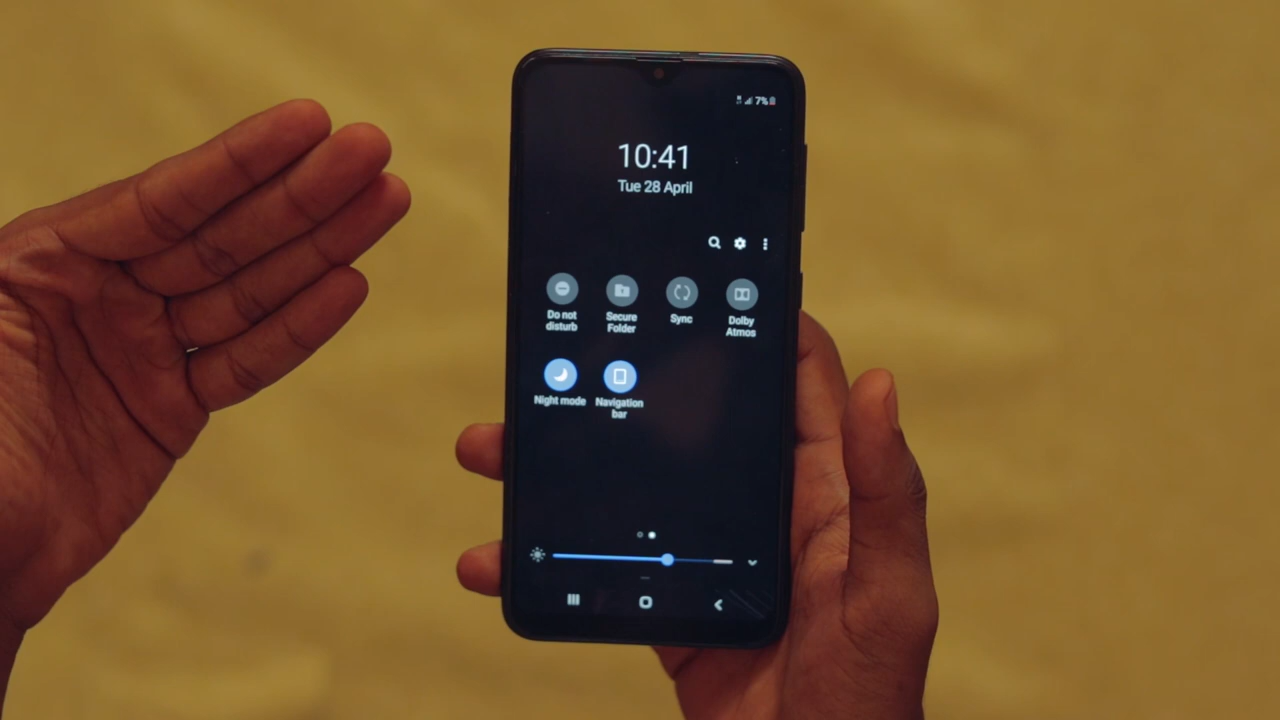 7%
10:41
Tue 28 April
Do not
disturb
Secure
Folder
Sync
Dolby
Atmos
Night mode
Navigation
bar